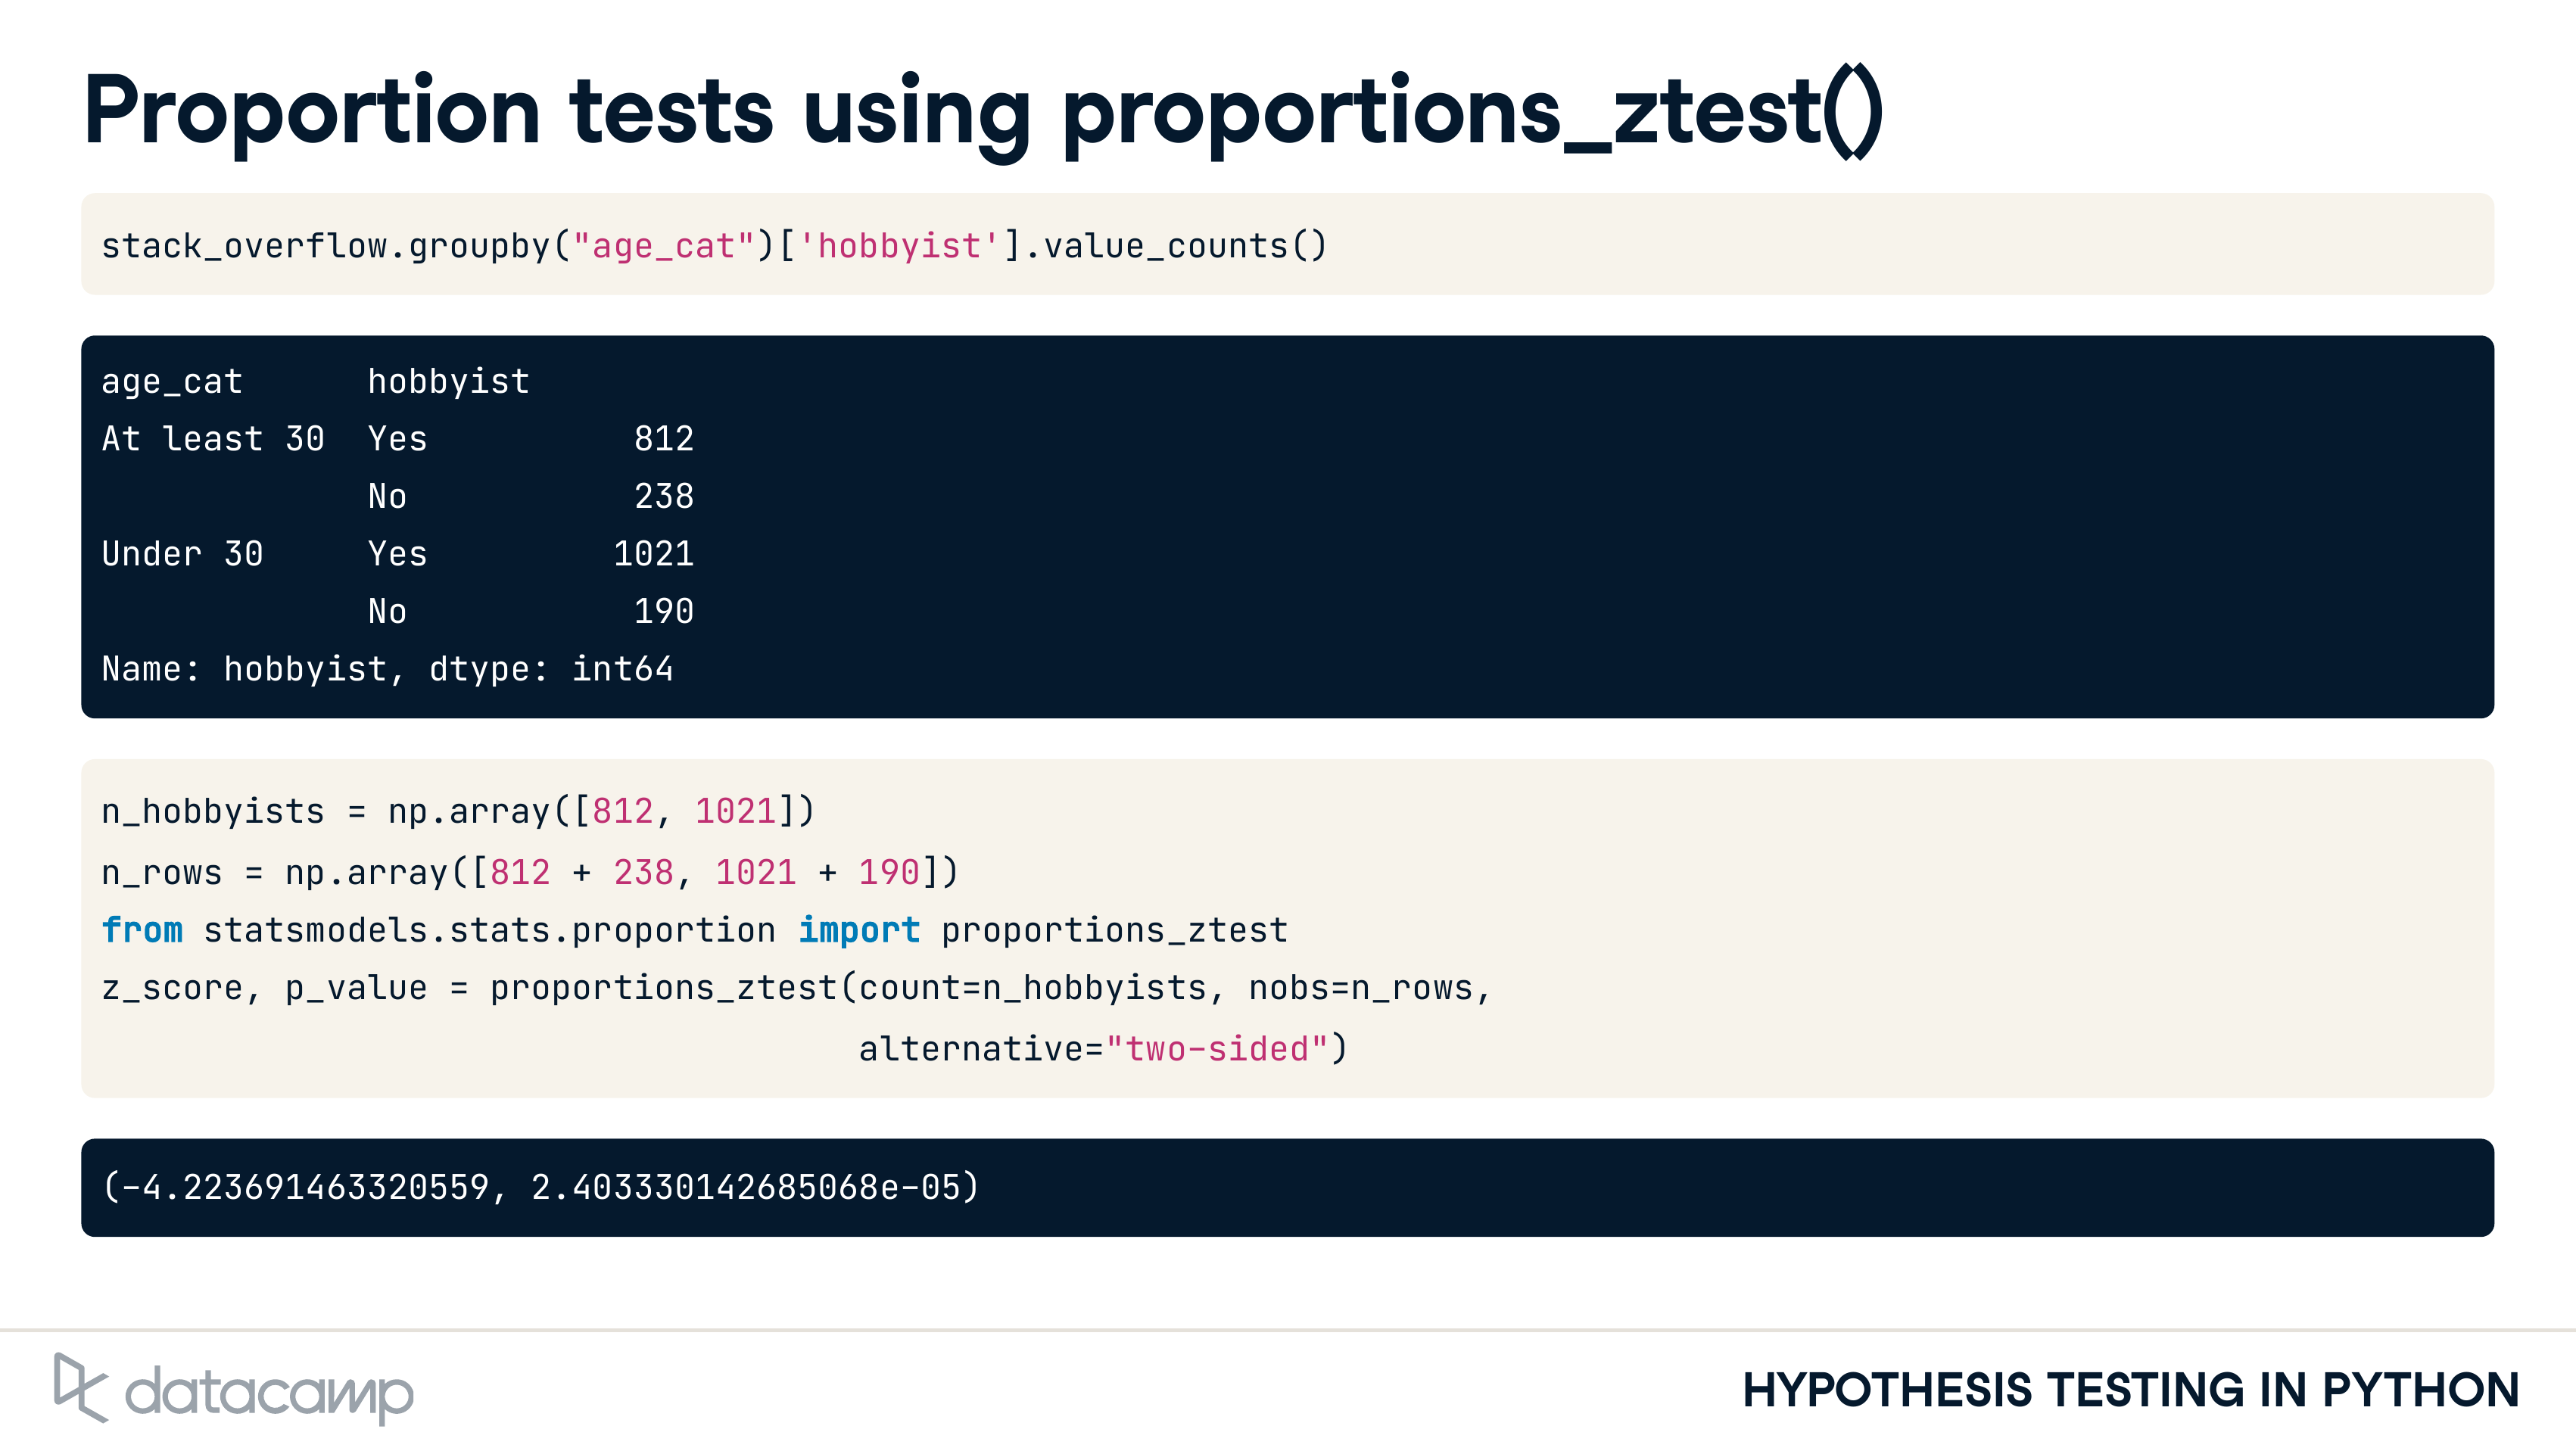 Proportion tests using proportions_ztest()
stack_overflow.groupby("age_cat")['hobbyist'].value_counts()
age_cat      hobbyist
At least 30  Yes          812
             No           238
Under 30     Yes         1021
             No           190
Name: hobbyist, dtype: int64
n_hobbyists = np.array([812, 1021])
n_rows = np.array([812 + 238, 1021 + 190])
from statsmodels.stats.proportion import proportions_ztest
z_score, p_value = proportions_ztest(count=n_hobbyists, nobs=n_rows,
                                     alternative="two-sided")
(-4.223691463320559, 2.403330142685068e-05)
datacamp
HYPOTHESIS TESTING IN PYTHON